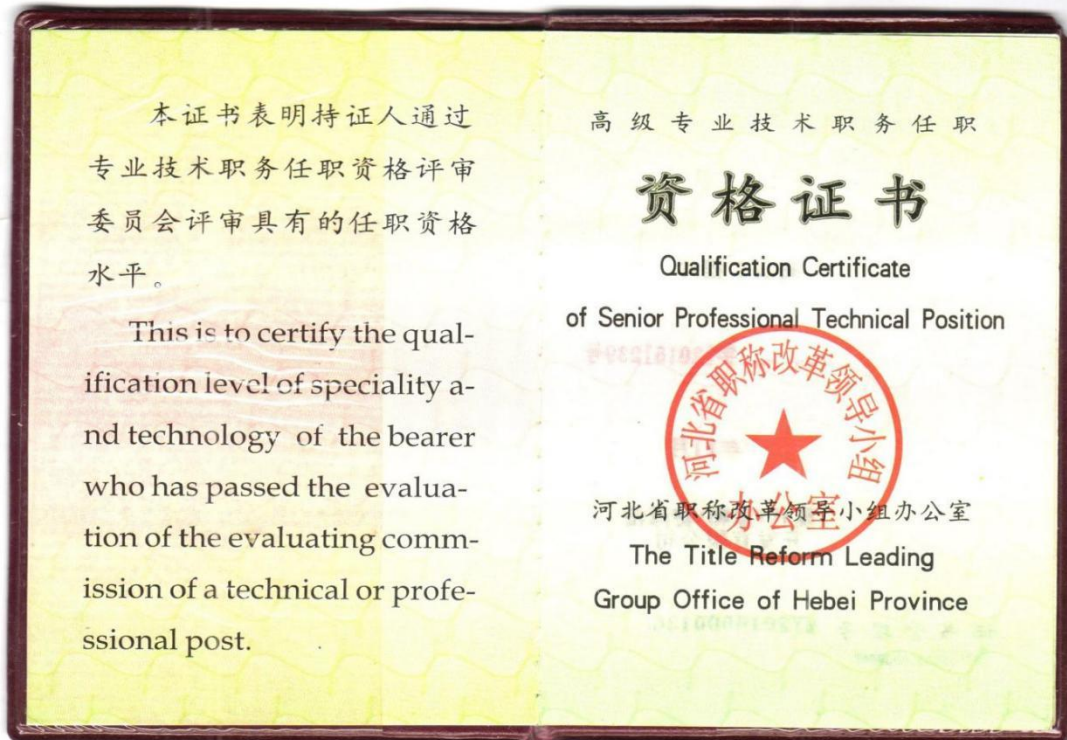 本证书表明持证人通过
专业技术职务任职资格评审
委员会评审具有的任职资格
水平。
This is to certify the qual-
ification level of speciality a-
nd technology of the bearer
who has passed the evalua-
tion of the evaluating comm-
ission of a technical or profe-
ssional post.
高级专业技术职务任职
资格证书
Qualification Certificate
of Senior Professional Technical Position
河北省职称改革领导小组
办公室
河北省职称改革领导小组办公室
The Title Reform Leading
Group Office of Hebei Province